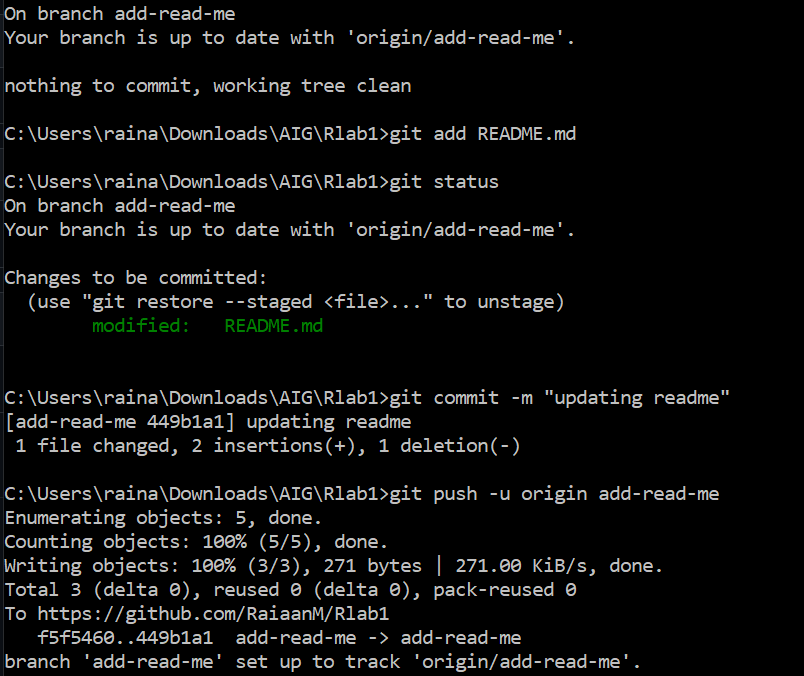 On branch add-read-me
Your branch is up to date with 'origin/add-read-me'.
nothing to commit, working tree clean
C:\Users\raina\Downloads\AIG\Rlab1>git add README.md
C:\Users\raina\Downloads\AIG\Rlab1>git status
On branch add-read-me
Your branch is up to date with 'origin/add-read-me'.
Changes to be committed:
  (use "git restore --staged <file>..." to unstage)
        modified:   README.md
C:\Users\raina\Downloads\AIG\Rlab1>git commit -m "updating readme"
[add-read-me 449b1a1] updating readme
 1 file changed, 2 insertions(+), 1 deletion(-)
C:\Users\raina\Downloads\AIG\Rlab1>git push -u origin add-read-me
Enumerating objects: 5, done.
Counting objects: 100% (5/5), done.
Writing objects: 100% (3/3), 271 bytes | 271.00 KiB/s, done.
Total 3 (delta 0), reused 0 (delta 0), pack-reused 0
To https://github.com/RaiaanM/Rlab1
   f5f5460..449b1a1  add-read-me -> add-read-me
branch 'add-read-me' set up to track 'origin/add-read-me'.